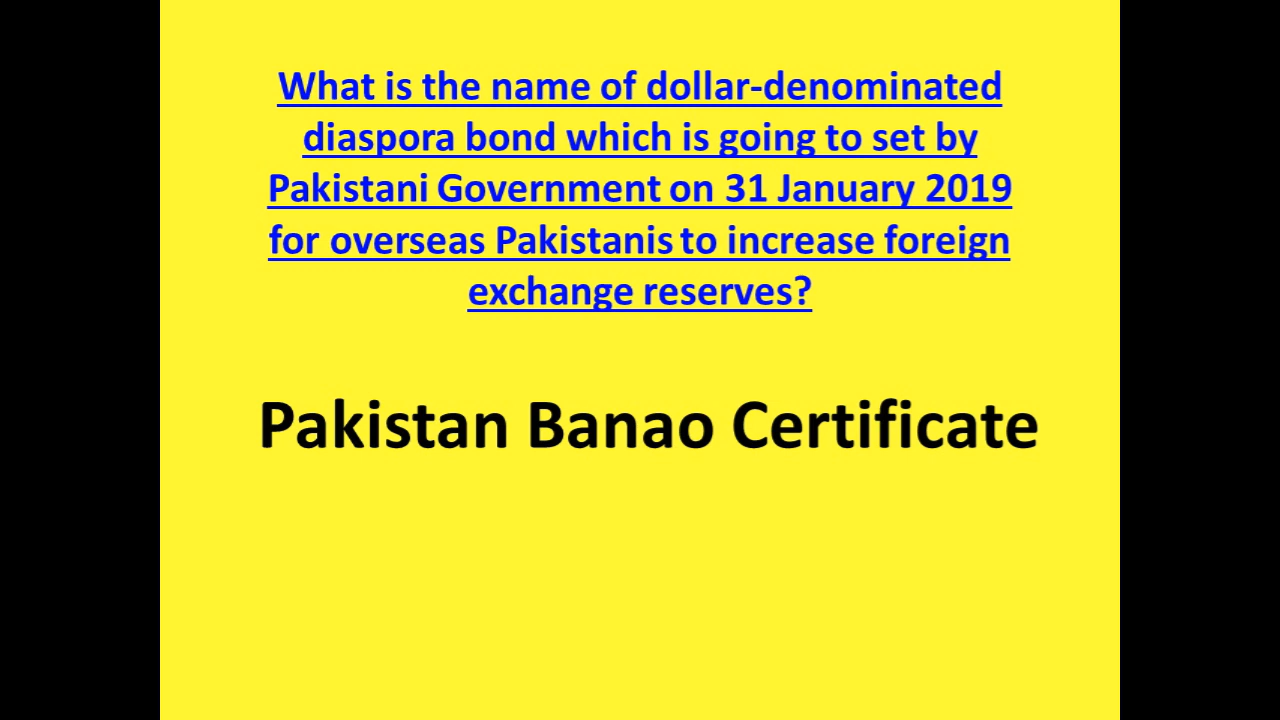 What is the name of dollar-denominated
diaspora bond which is going to set by
Pakistani Government on 31 January 2019
for overseas Pakistanis to increase foreign
exchange reserves?
Pakistan Banao Certificate